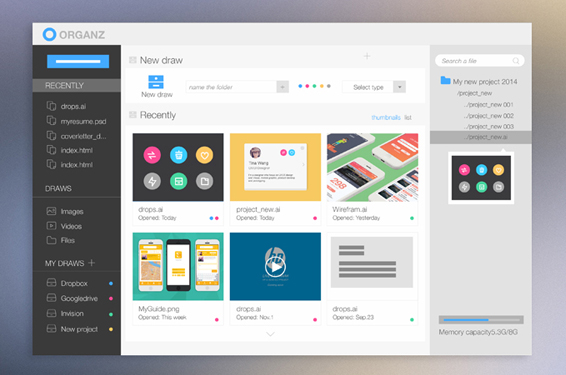 ORGANZ
RECENTLY
drops.ai
myresume.psd
coverletter_d...
index.html
index.html
DRAWS
Images
Videos
Files
MY DRAWS +
Dropbox
Googledrive
Invision
New project
New draw
New draw
name the folder
Select type
Recently
thumbnails list
Tisa Wang
drops.ai
Opened: Today
project_new.ai
Opened: Today
Wirefram.ai
Opened: Yesterday
MyGuide.png
Opened: This week
drops.ai
Opened: Nov.1
drops.ai
Opened: Sep.23
Search a file
My new project 2014
/project_new
../project_new 001
../project_new 002
../project_new 003
../project_new.ai
Memory capacity5.3G/8G